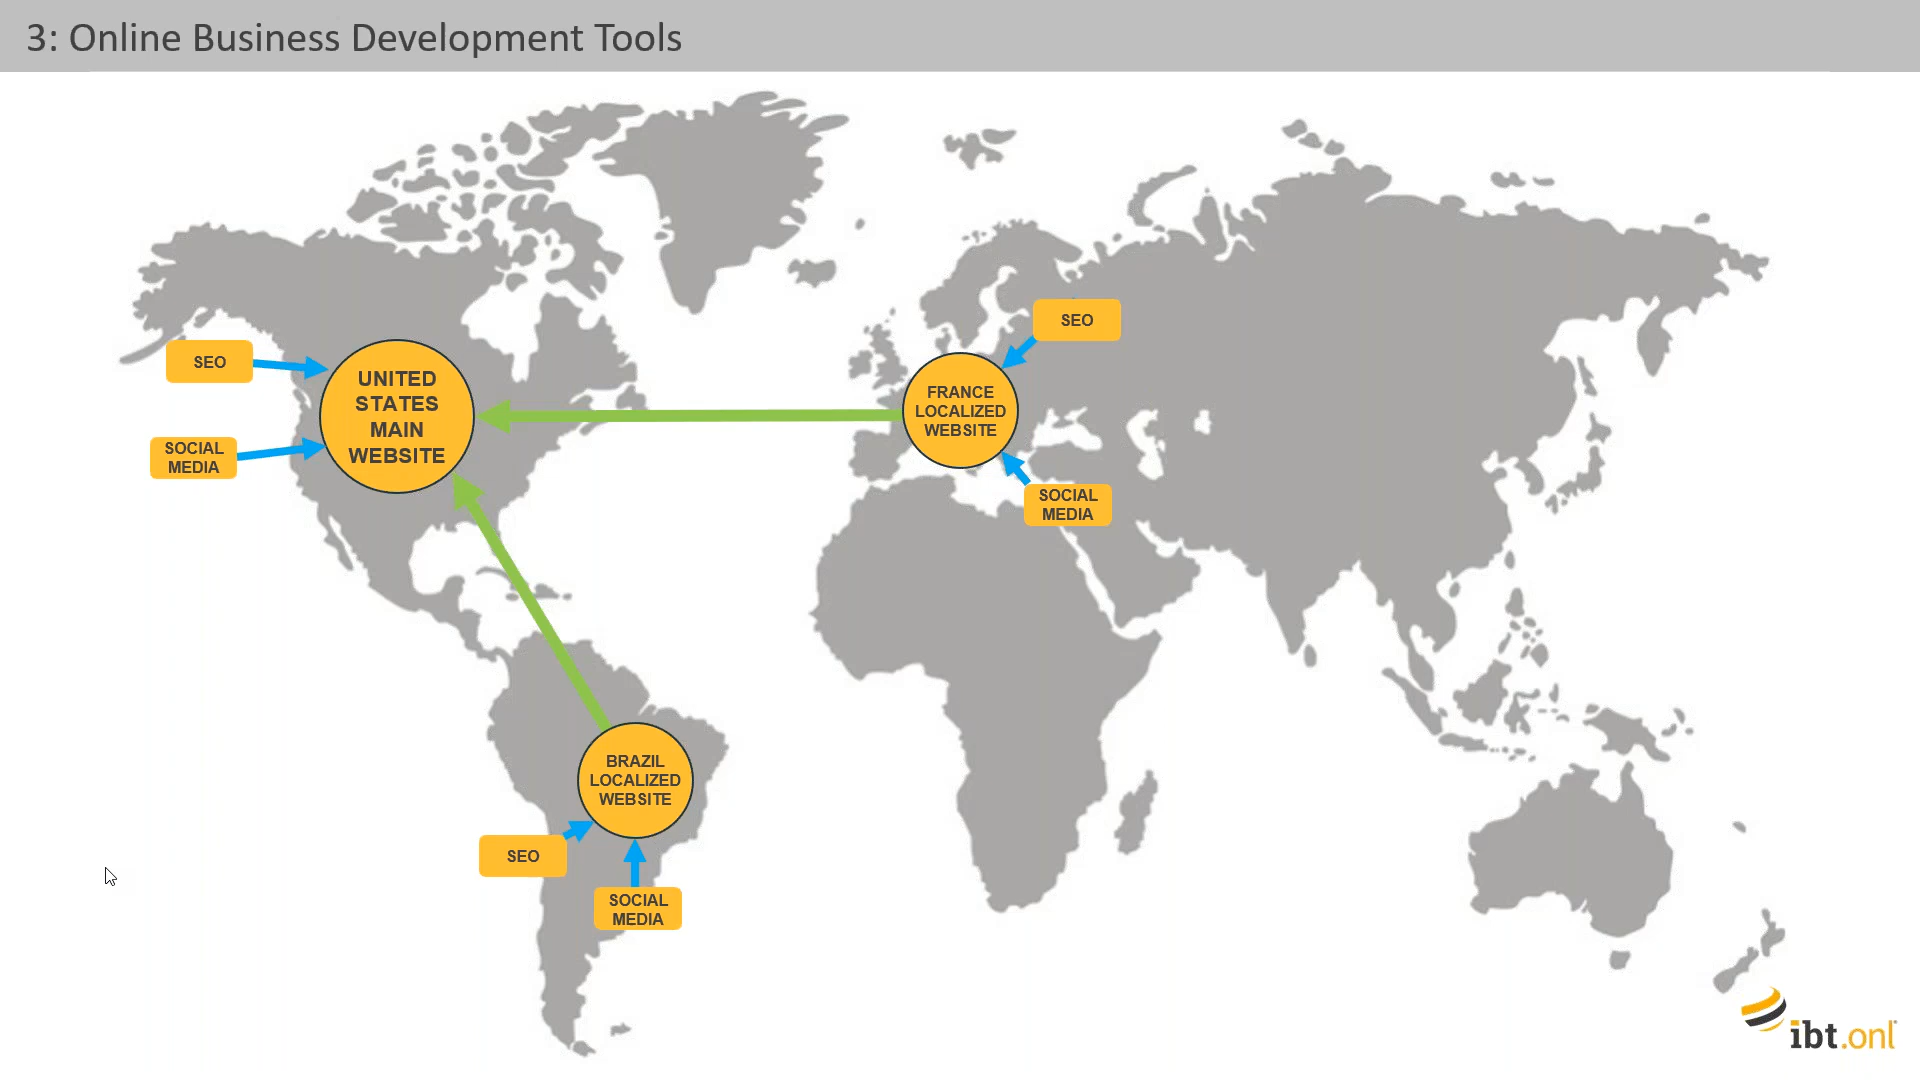 3: Online Business Development Tools
SEO
SOCIAL
MEDIA
UNITED
STATES
MAIN
WEBSITE
SEO
FRANCE
LOCALIZED
WEBSITE
SOCIAL
MEDIA
BRAZIL
LOCALIZED
WEBSITE
SEO
SOCIAL
MEDIA
ibt.onl